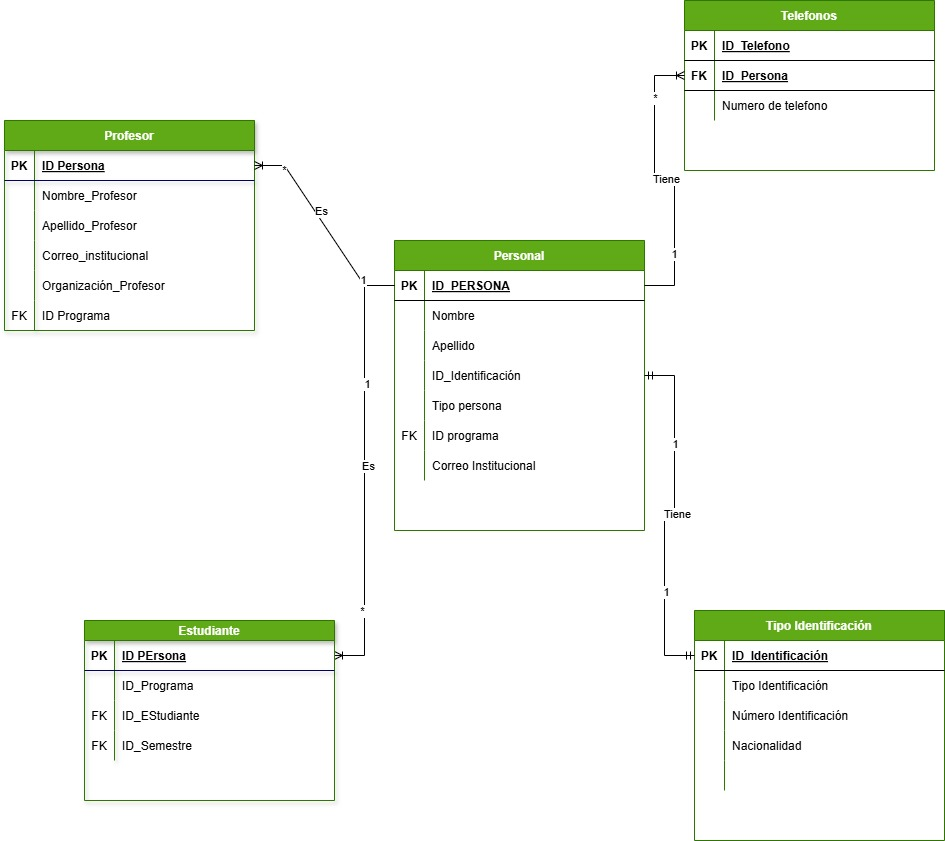 Telefonos
PK ID_Telefono
FK ID_Persona
Numero de telefono
*
Tiene
1
Profesor
PK ID Persona
Nombre_Profesor
Apellido_Profesor
Correo_institucional
Organización_Profesor
FK ID Programa
*
Es
1
Personal
PK ID_PERSONA
Nombre
Apellido
ID_Identificación
Tipo persona
FK ID programa
Correo Institucional
1
Es
*
1
Tiene
1
Estudiante
PK ID PErsona
ID_Programa
FK ID_EStudiante
FK ID_Semestre
Tipo Identificación
PK ID_Identificación
Tipo Identificación
Número Identificación
Nacionalidad